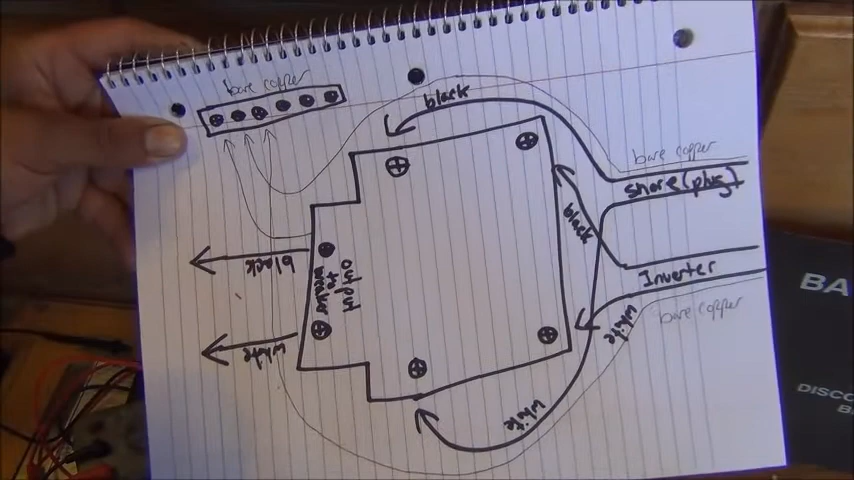 bare copper
black
bare copper
shore (plug)
black
Inverter
bare copper
white
white
black
white
output
to
breaker
BA
DISCO
B